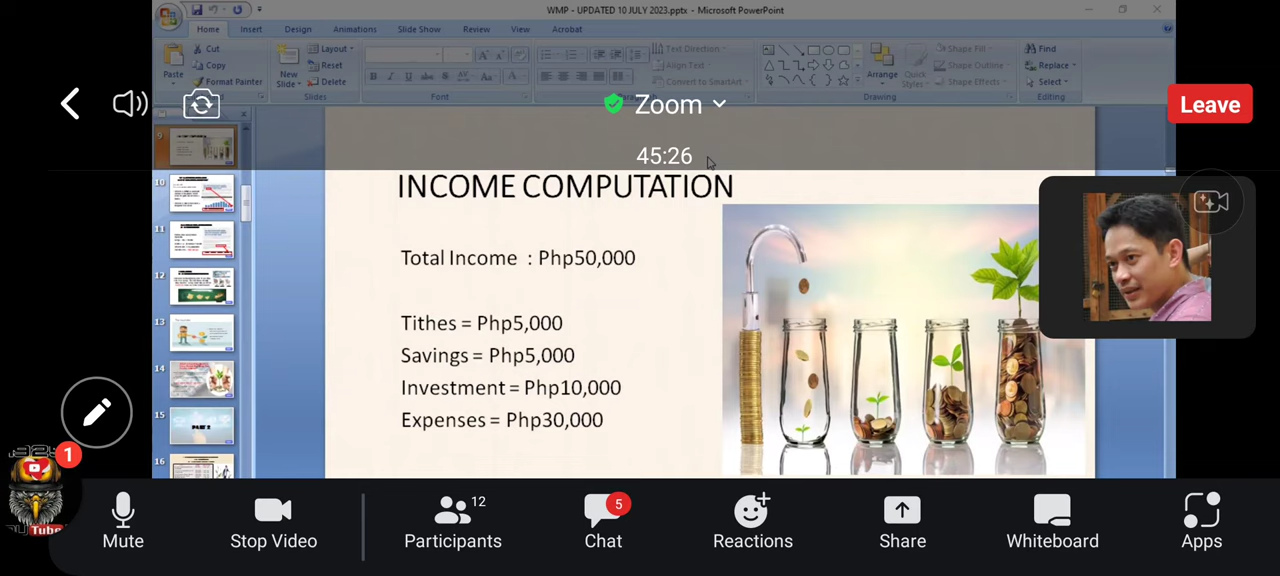 WMP - UPDATED 10 JULY 2023.pptx - Microsoft PowerPoint
Home Insert Design Animations Slide Show Review View Acrobat
Cut
Copy
Format Painter
Paste
New
Slide
Layout
Reset
Delete
Slides
Font
Text Direction
Align Text
Convert to SmartArt
Arrange
Quick
Styles
Shape Fill
Shape Outline
Shape Effects
Drawing
Find
Replace
Select
Editing
Zoom
Leave
45:26
INCOME COMPUTATION
Total Income : Php50,000
Tithes = Php5,000
Savings = Php5,000
Investment = Php10,000
Expenses = Php30,000
9
10
11
12
13
14
15
16
1
12
5
Mute Stop Video Participants Chat Reactions Share Whiteboard Apps